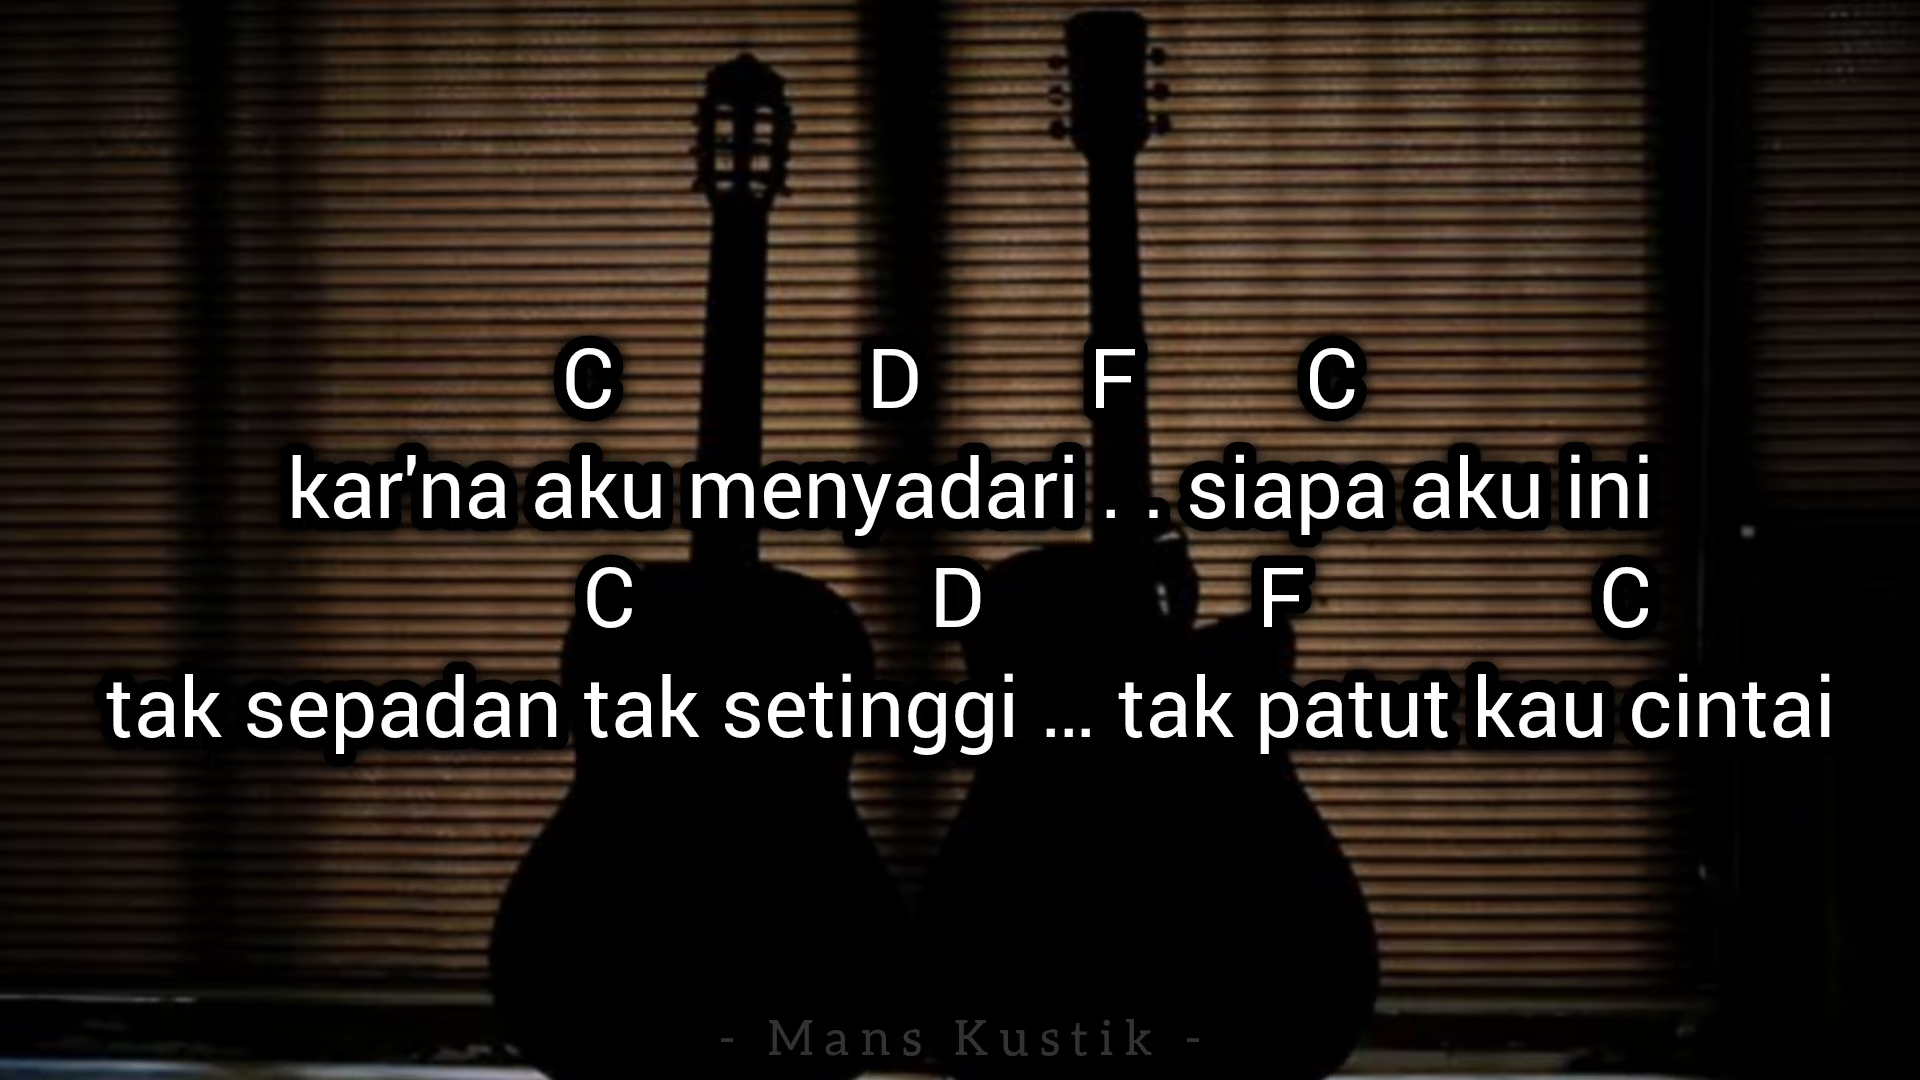 C D F C
kar'na aku menyadari . . siapa aku ini
C D F C
tak sepadan tak setinggi ... tak patut kau cintai
- Mans Kustik -